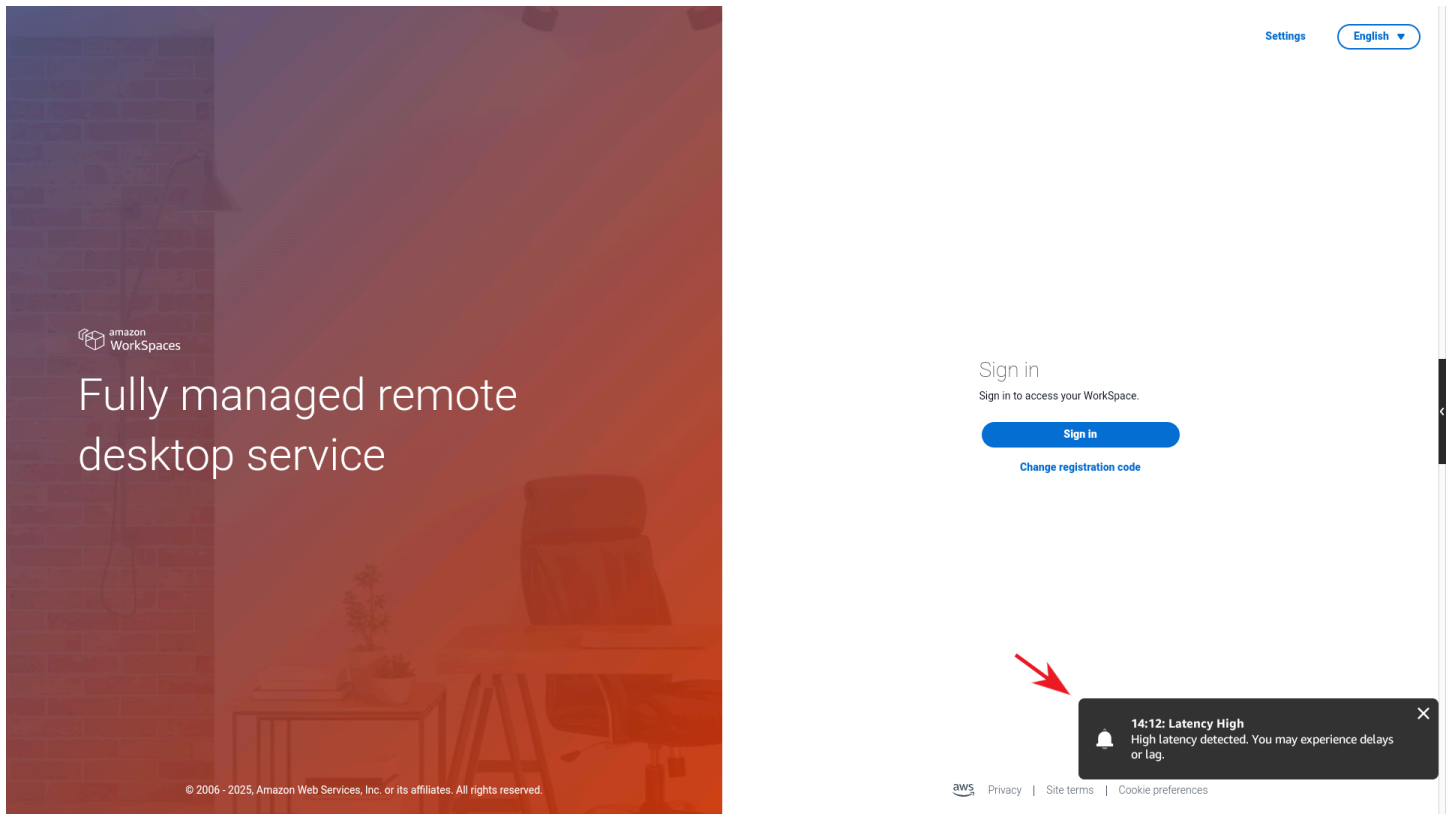 Settings
English
amazon
WorkSpaces
Fully managed remote
desktop service
Sign in
Sign in to access your WorkSpace.
Sign in
Change registration code
14:12: Latency High
High latency detected. You may experience delays
or lag.
© 2006 - 2025, Amazon Web Services, Inc. or its affiliates. All rights reserved.
aws Privacy | Site terms | Cookie preferences